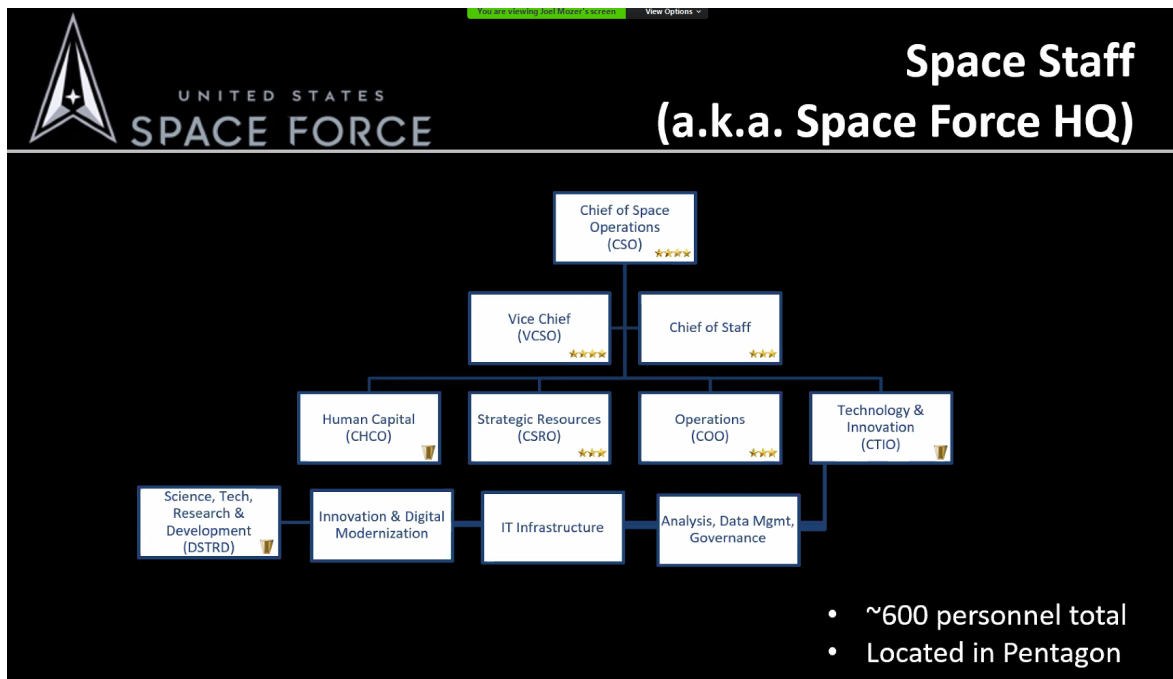 You are viewing Joel Mozer's screen
View Options
UNITED STATES
SPACE FORCE
Space Staff
(a.k.a. Space Force HQ)
Chief of Space
Operations
(CSO)
Vice Chief
(VCSO)
Chief of Staff
Human Capital
(CHCO)
Strategic Resources
(CSRO)
Operations
(COO)
Technology &
Innovation
(CTIO)
Science, Tech,
Research &
Development
(DSTRD)
Innovation & Digital
Modernization
IT Infrastructure
Analysis, Data Mgmt,
Governance
• ~600 personnel total
• Located in Pentagon